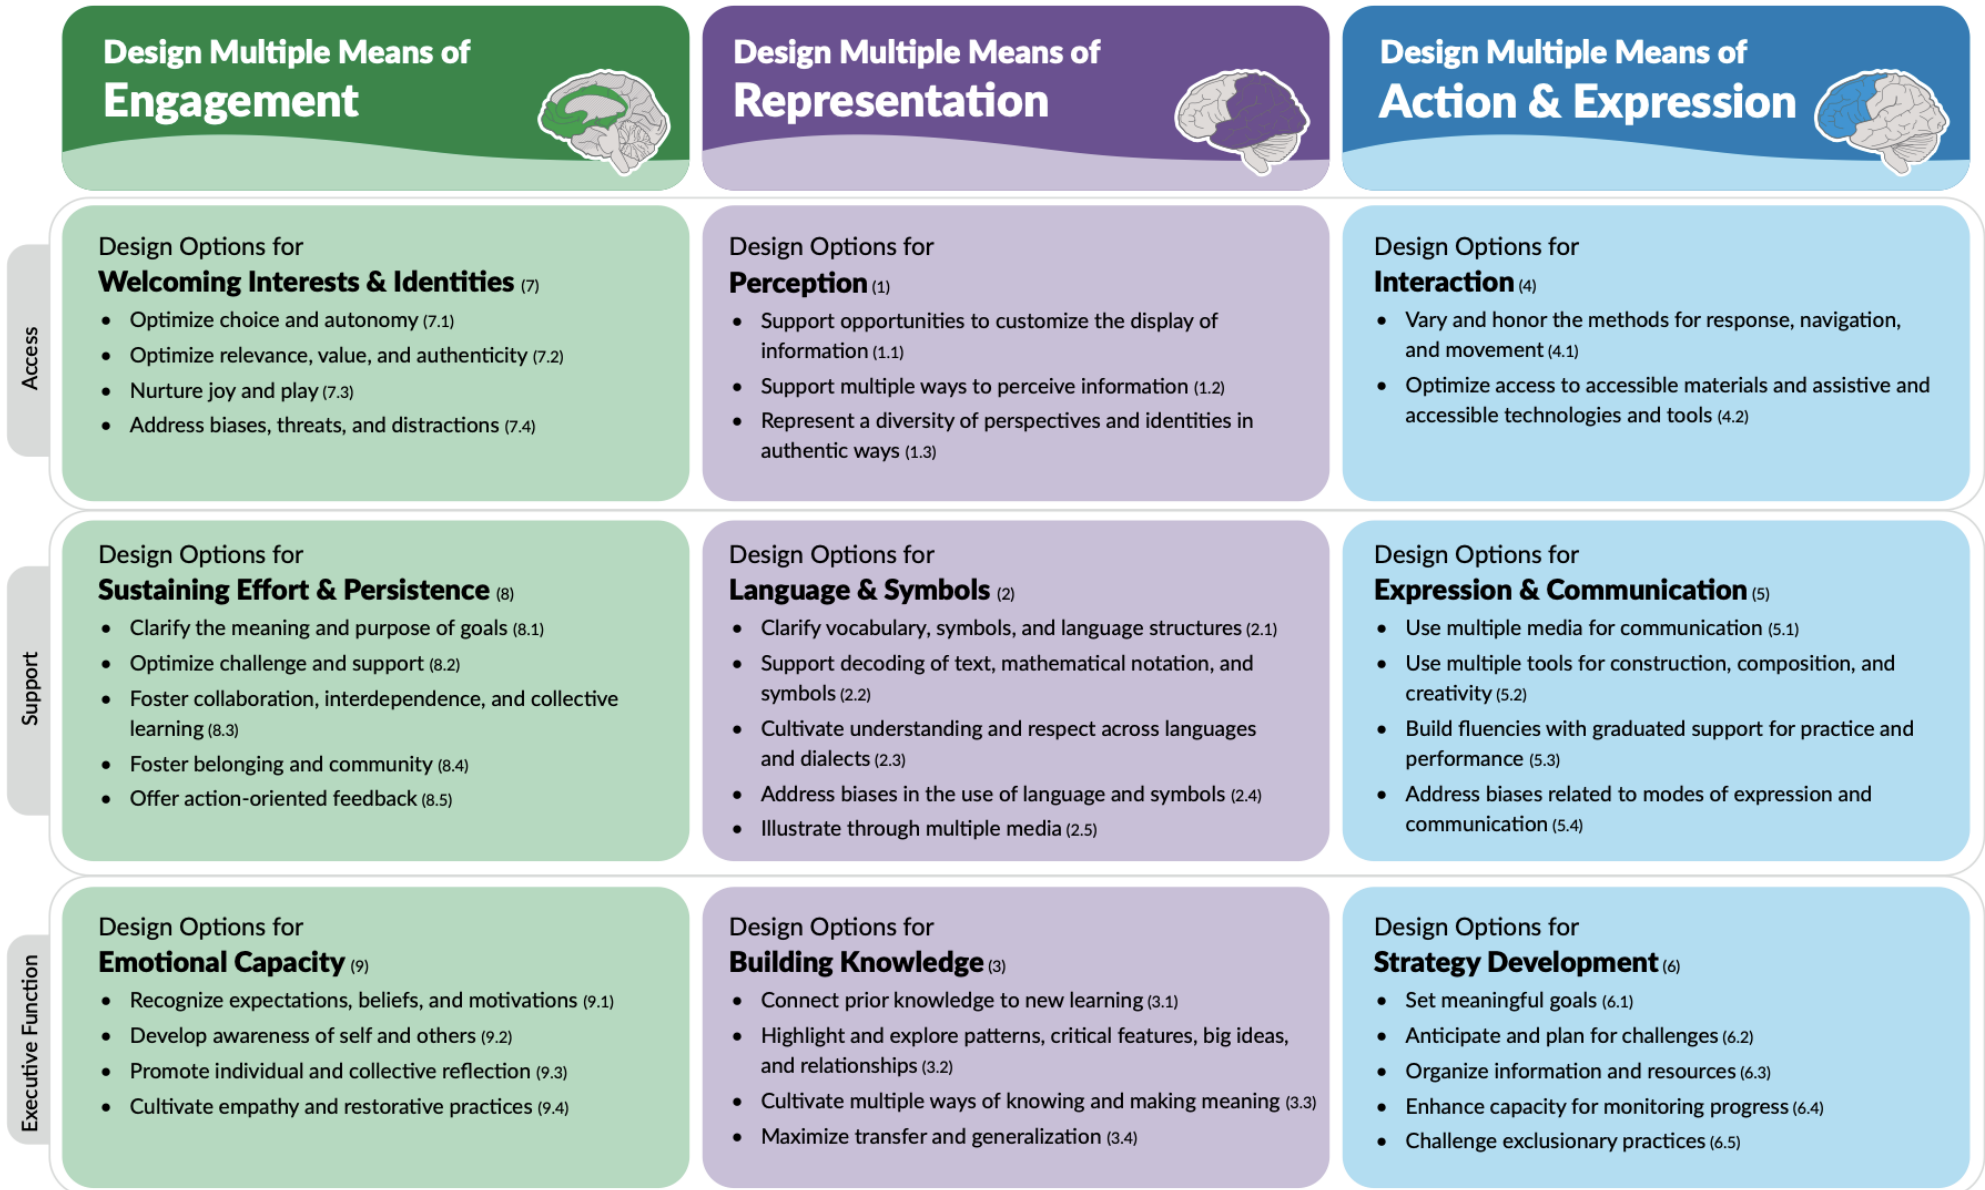 Design Multiple Means of
Engagement
Design Multiple Means of
Representation
Design Multiple Means of
Action & Expression
Access
Design Options for
Welcoming Interests & Identities (7)
• Optimize choice and autonomy (7.1)
• Optimize relevance, value, and authenticity (7.2)
• Nurture joy and play (7.3)
• Address biases, threats, and distractions (7.4)
Design Options for
Perception (1)
• Support opportunities to customize the display of
information (1.1)
• Support multiple ways to perceive information (1.2)
• Represent a diversity of perspectives and identities in
authentic ways (1.3)
Design Options for
Interaction (4)
• Vary and honor the methods for response, navigation,
and movement (4.1)
• Optimize access to accessible materials and assistive and
accessible technologies and tools (4.2)
Support
Design Options for
Sustaining Effort & Persistence (8)
• Clarify the meaning and purpose of goals (8.1)
• Optimize challenge and support (8.2)
• Foster collaboration, interdependence, and collective
learning (8.3)
• Foster belonging and community (8.4)
• Offer action-oriented feedback (8.5)
Design Options for
Language & Symbols (2)
• Clarify vocabulary, symbols, and language structures (2.1)
• Support decoding of text, mathematical notation, and
symbols (2.2)
• Cultivate understanding and respect across languages
and dialects (2.3)
• Address biases in the use of language and symbols (2.4)
• Illustrate through multiple media (2.5)
Design Options for
Expression & Communication (5)
• Use multiple media for communication (5.1)
• Use multiple tools for construction, composition, and
creativity (5.2)
• Build fluencies with graduated support for practice and
performance (5.3)
• Address biases related to modes of expression and
communication (5.4)
Executive Function
Design Options for
Emotional Capacity (9)
• Recognize expectations, beliefs, and motivations (9.1)
• Develop awareness of self and others (9.2)
• Promote individual and collective reflection (9.3)
• Cultivate empathy and restorative practices (9.4)
Design Options for
Building Knowledge (3)
• Connect prior knowledge to new learning (3.1)
• Highlight and explore patterns, critical features, big ideas,
and relationships (3.2)
• Cultivate multiple ways of knowing and making meaning (3.3)
• Maximize transfer and generalization (3.4)
Design Options for
Strategy Development (6)
• Set meaningful goals (6.1)
• Anticipate and plan for challenges (6.2)
• Organize information and resources (6.3)
• Enhance capacity for monitoring progress (6.4)
• Challenge exclusionary practices (6.5)